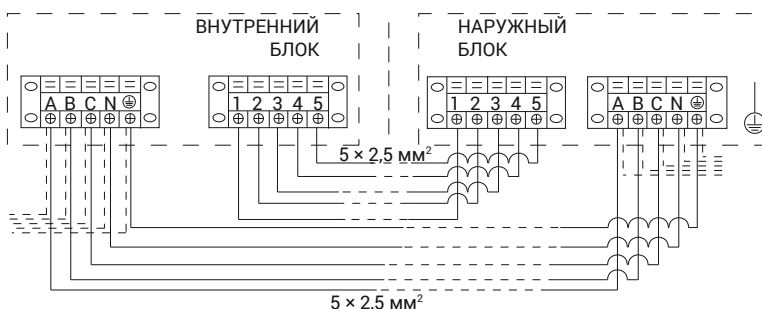 ВНУТРЕННИЙ
БЛОК
НАРУЖНЫЙ
БЛОК
A B C N
1 2 3 4 5
1 2 3 4 5
A B C N
5 × 2,5 мм²
5 × 2,5 мм²